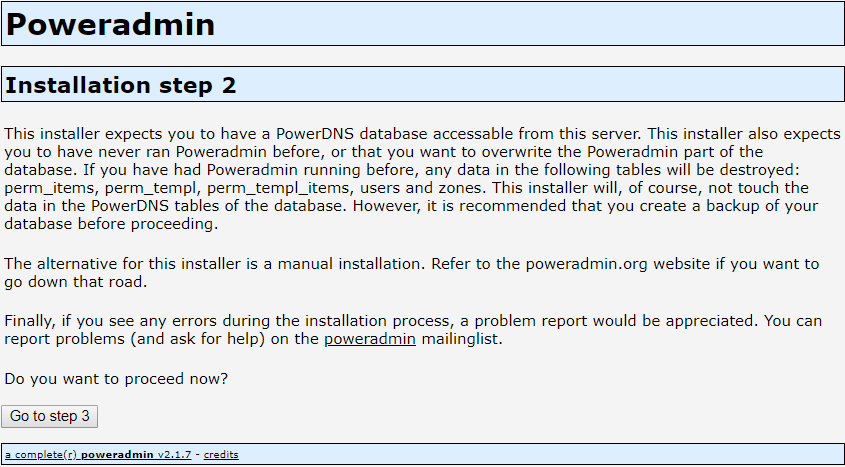 Poweradmin
Installation step 2
This installer expects you to have a PowerDNS database accessable from this server. This installer also expects
you to have never ran Poweradmin before, or that you want to overwrite the Poweradmin part of the
database. If you have had Poweradmin running before, any data in the following tables will be destroyed:
perm_items, perm_templ, perm_templ_items, users and zones. This installer will, of course, not touch the
data in the PowerDNS tables of the database. However, it is recommended that you create a backup of your
database before proceeding.
The alternative for this installer is a manual installation. Refer to the poweradmin.org website if you want to
go down that road.
Finally, if you see any errors during the installation process, a problem report would be appreciated. You can
report problems (and ask for help) on the poweradmin mailinglist.
Do you want to proceed now?
Go to step 3
a complete(r) poweradmin v2.1.7 - credits